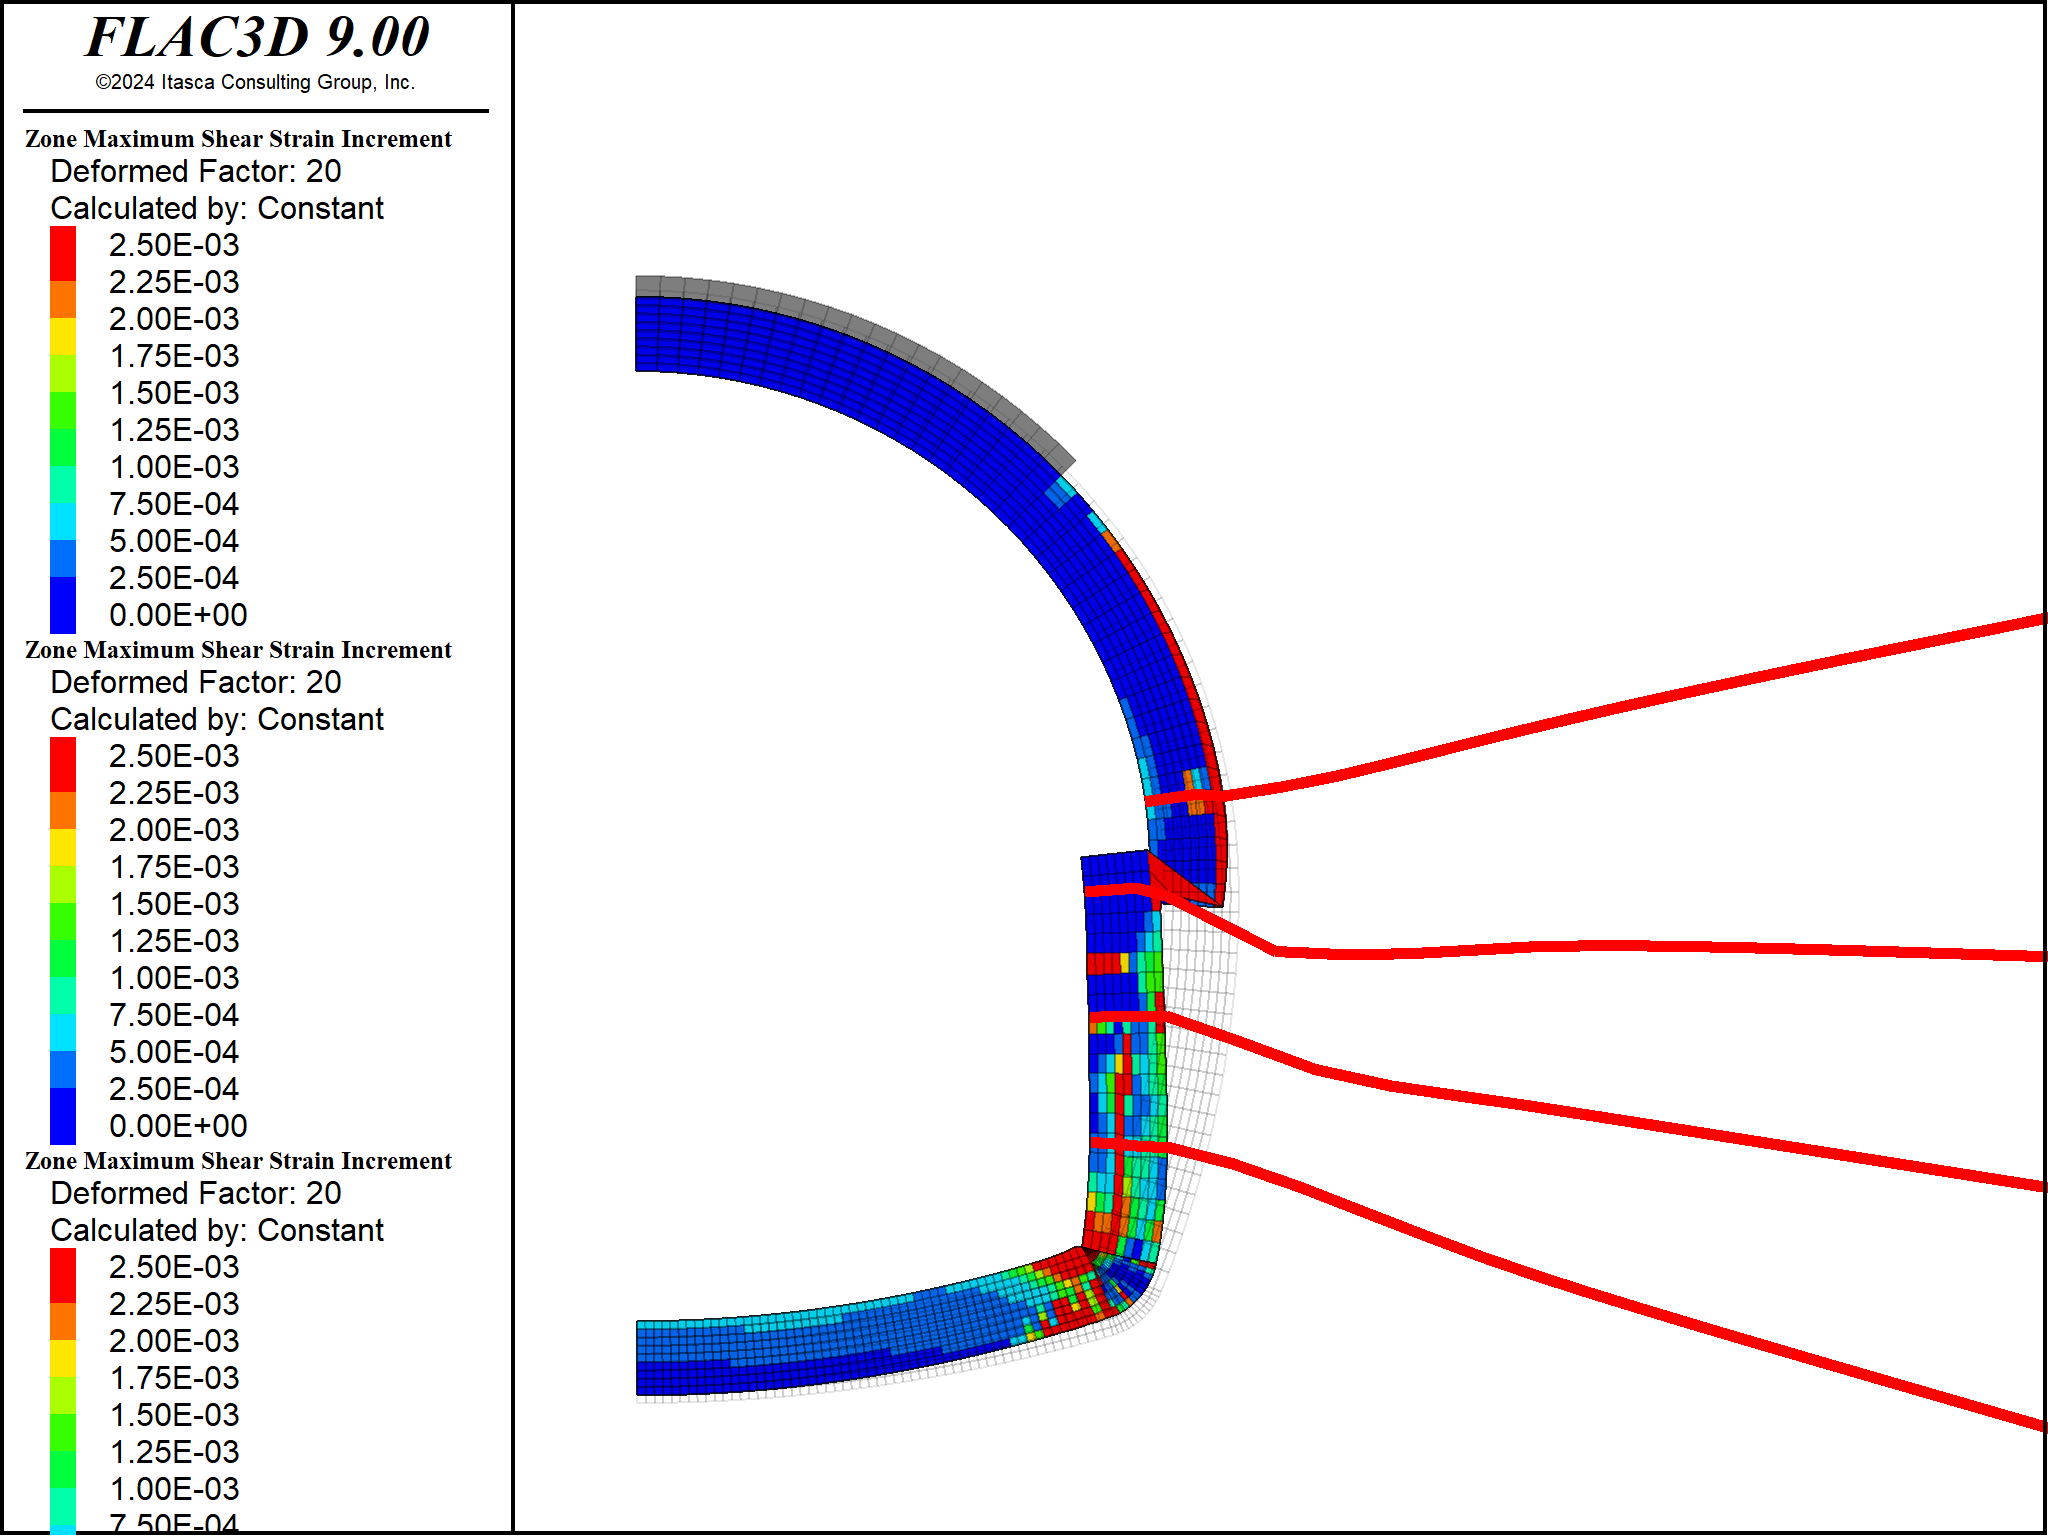 FLAC3D 9.00
©2024 Itasca Consulting Group, Inc.
Zone Maximum Shear Strain Increment
Deformed Factor: 20
Calculated by: Constant
2.50E-03
2.25E-03
2.00E-03
1.75E-03
1.50E-03
1.25E-03
1.00E-03
7.50E-04
5.00E-04
2.50E-04
0.00E+00
Zone Maximum Shear Strain Increment
Deformed Factor: 20
Calculated by: Constant
2.50E-03
2.25E-03
2.00E-03
1.75E-03
1.50E-03
1.25E-03
1.00E-03
7.50E-04
5.00E-04
2.50E-04
0.00E+00
Zone Maximum Shear Strain Increment
Deformed Factor: 20
Calculated by: Constant
2.50E-03
2.25E-03
2.00E-03
1.75E-03
1.50E-03
1.25E-03
1.00E-03
7.50E-04